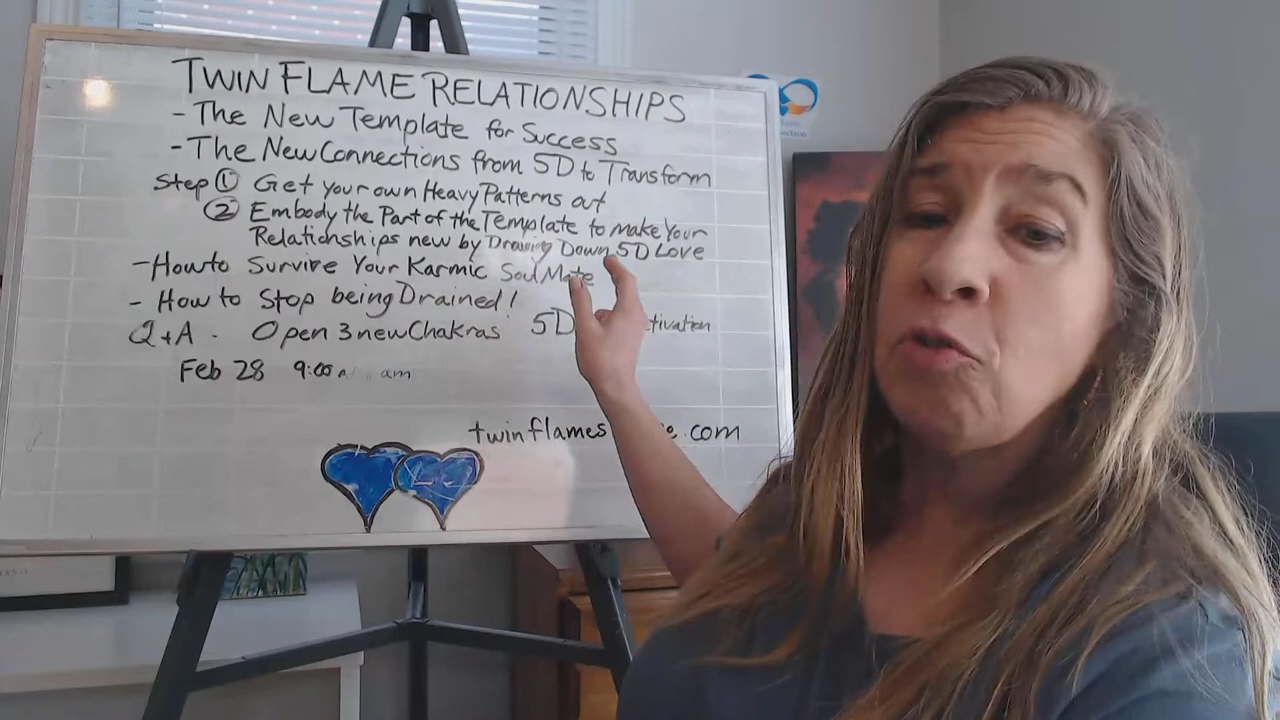 TWIN FLAME RELATIONSHIPS
- The New Template for Success
- The New Connections from 5D to Transform
Step ① Get your own Heavy Patterns out
② Embody the Part of the Template to make Your
Relationships new by Drawing Down 5D Love
- How to Survive Your Karmic Soul Mate
- How to Stop being Drained!
Q+A - Open 3 new Chakras 5D
Feb 28 9:00 am
.com